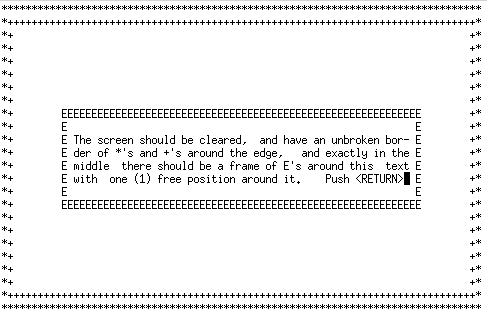 ********************************************************************************
*++++++++++++++++++++++++++++++++++++++++++++++++++++++++++++++++++++++++++++++*
*+                                                                            +*
*+                                                                            +*
*+                                                                            +*
*+                                                                            +*
*+                                                                            +*
*+                                                                            +*
*+        EEEEEEEEEEEEEEEEEEEEEEEEEEEEEEEEEEEEEEEEEEEEEEEEEEEEEEEEEEEE        +*
*+        E                                                          E        +*
*+        E The screen should be cleared,  and have an unbroken bor- E        +*
*+        E der of *'s and +'s around the edge,   and exactly in the E        +*
*+        E middle  there should be a frame of E's around this  text E        +*
*+        E with  one (1) free position around it.    Push <RETURN>  E        +*
*+        E                                                          E        +*
*+        EEEEEEEEEEEEEEEEEEEEEEEEEEEEEEEEEEEEEEEEEEEEEEEEEEEEEEEEEEEE        +*
*+                                                                            +*
*+                                                                            +*
*+                                                                            +*
*+                                                                            +*
*+                                                                            +*
*+                                                                            +*
*++++++++++++++++++++++++++++++++++++++++++++++++++++++++++++++++++++++++++++++*
********************************************************************************